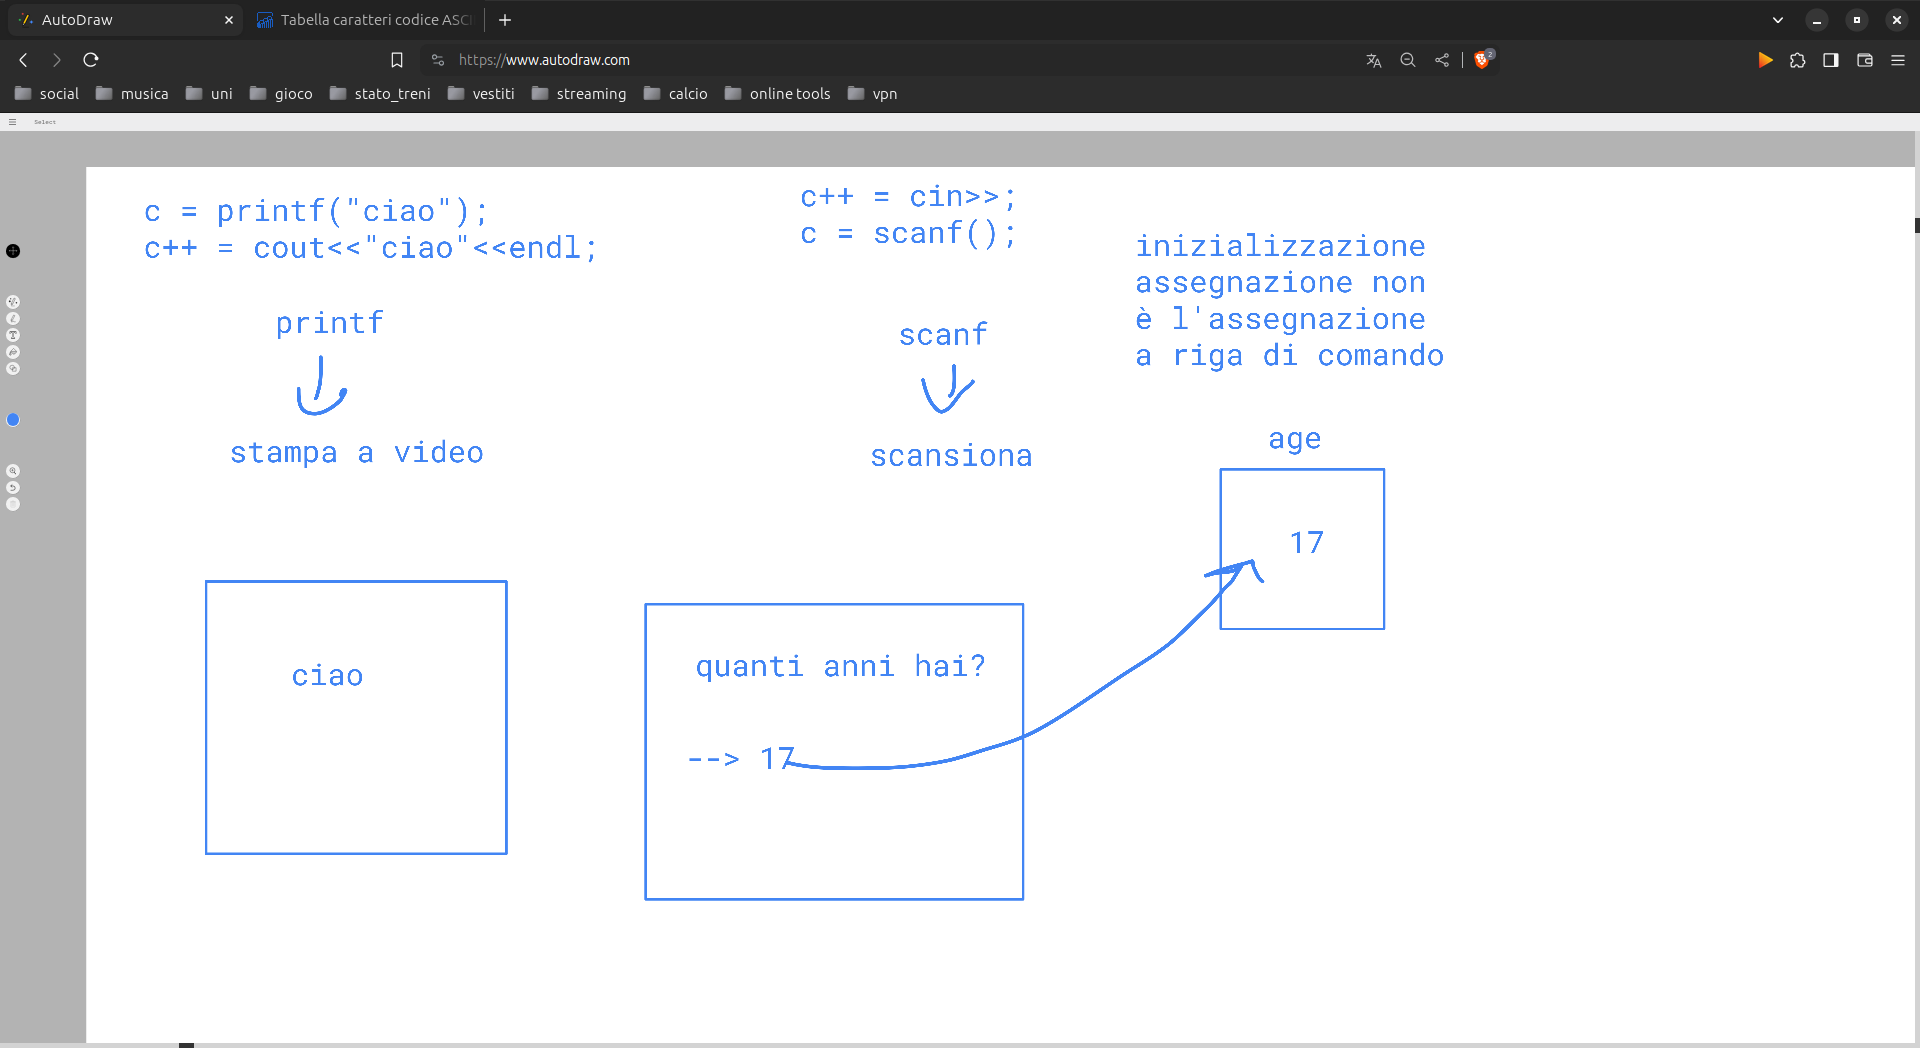 AutoDraw
Tabella caratteri codice ASC
https://www.autodraw.com
2
social
musica
uni
gioco
stato_treni
vestiti
streaming
calcio
online tools
vpn
Select
c = printf("ciao");
c++ = cout<<"ciao"<<endl;
printf
stampa a video
ciao
c++ = cin>>;
c = scanf();
scanf
scansiona
quanti anni hai?
--> 17
inizializzazione
assegnazione non
è l'assegnazione
a riga di comando
age
17